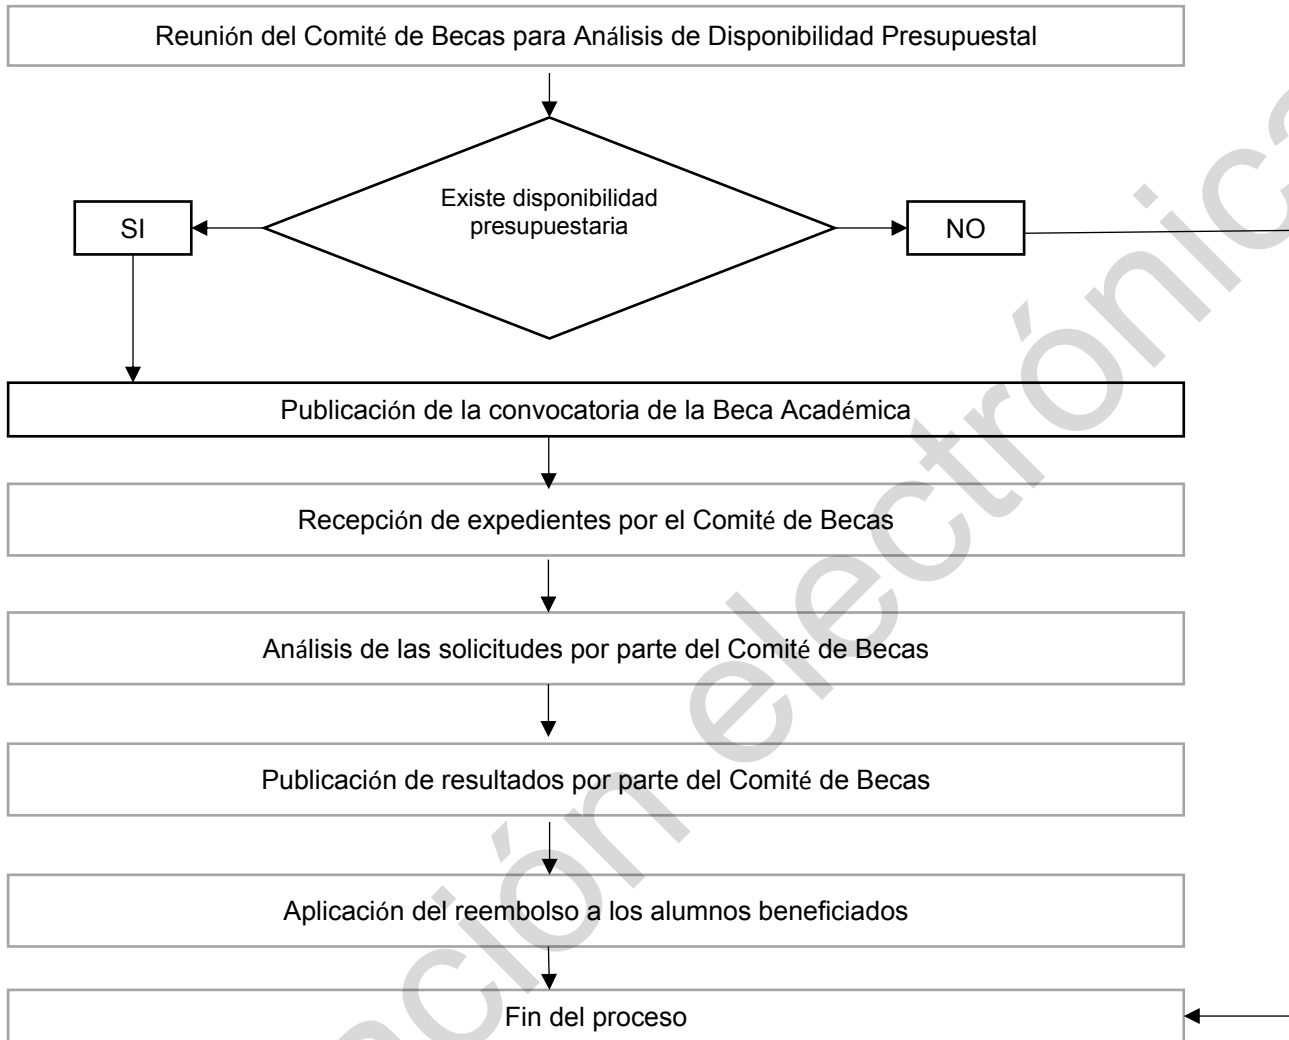 Reunión del Comité de Becas para Análisis de Disponibilidad Presupuestal
Existe disponibilidad
presupuestaria
SI
NO
Publicación de la convocatoria de la Beca Académica
Recepción de expedientes por el Comité de Becas
Análisis de las solicitudes por parte del Comité de Becas
Publicación de resultados por parte del Comité de Becas
Aplicación del reembolso a los alumnos beneficiados
Fin del proceso